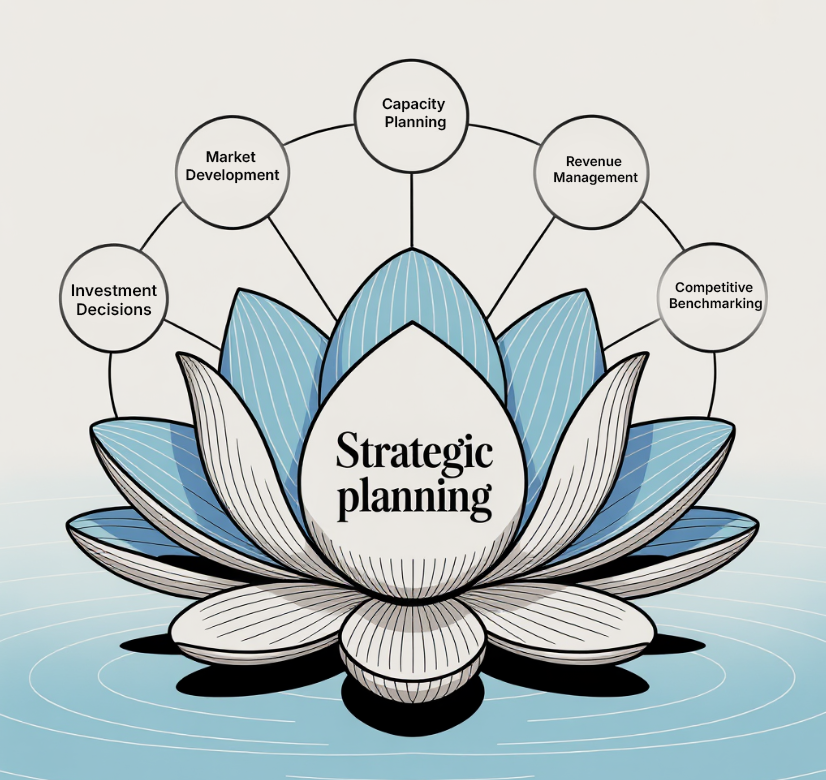 Capacity
Planning
Market
Development
Revenue
Management
Investment
Decisions
Competitive
Benchmarking
Strategic
planning